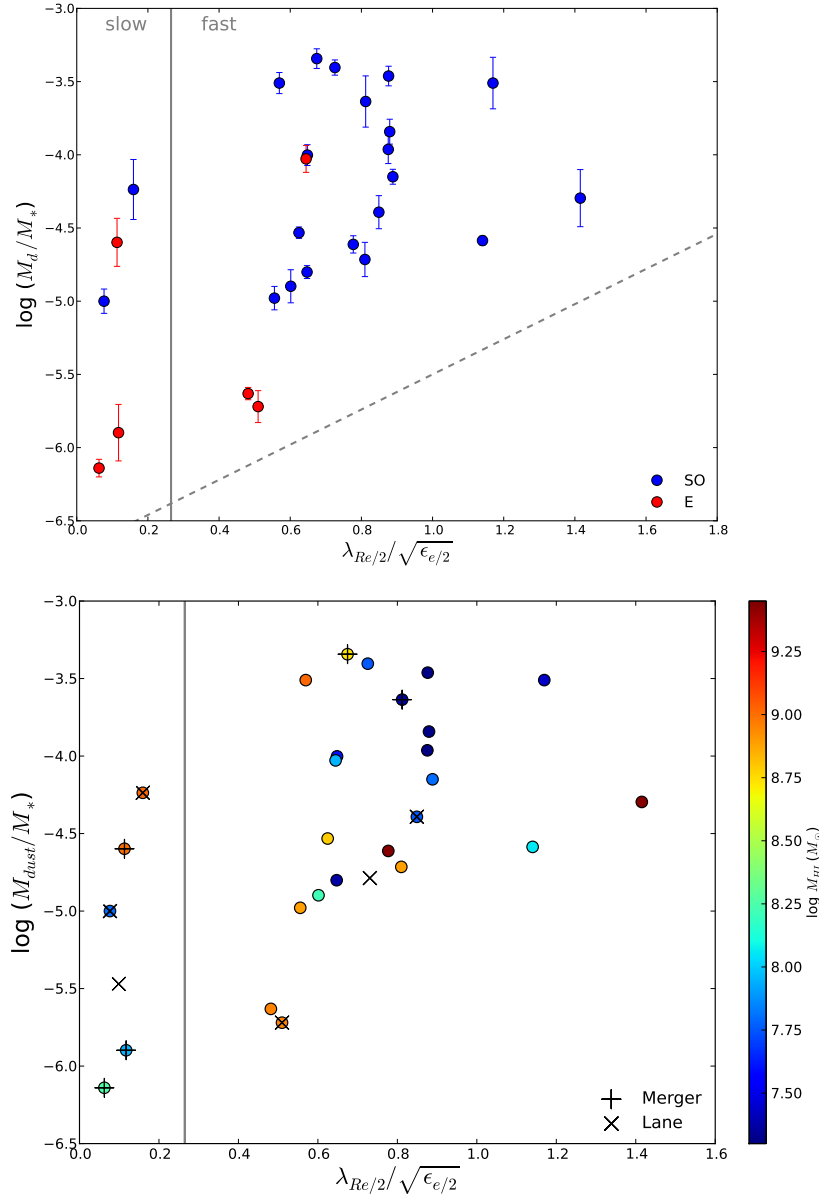 slow fast
−3.0
−3.5
−4.0
−4.5
−5.0
−5.5
−6.0
−6.5
log (M_d/M_*)
SO
E
0.0 0.2 0.4 0.6 0.8 1.0 1.2 1.4 1.6 1.8
λ_{Re/2}/√ϵ_{e/2}
−3.0
−3.5
−4.0
−4.5
−5.0
−5.5
−6.0
−6.5
log (M_{dust}/M_*)
Merger
Lane
0.0 0.2 0.4 0.6 0.8 1.0 1.2 1.4 1.6
λ_{Re/2}/√ϵ_{e/2}
9.25
9.00
8.75
8.50
8.25
8.00
7.75
7.50
log M_{HI} (M_⊙)